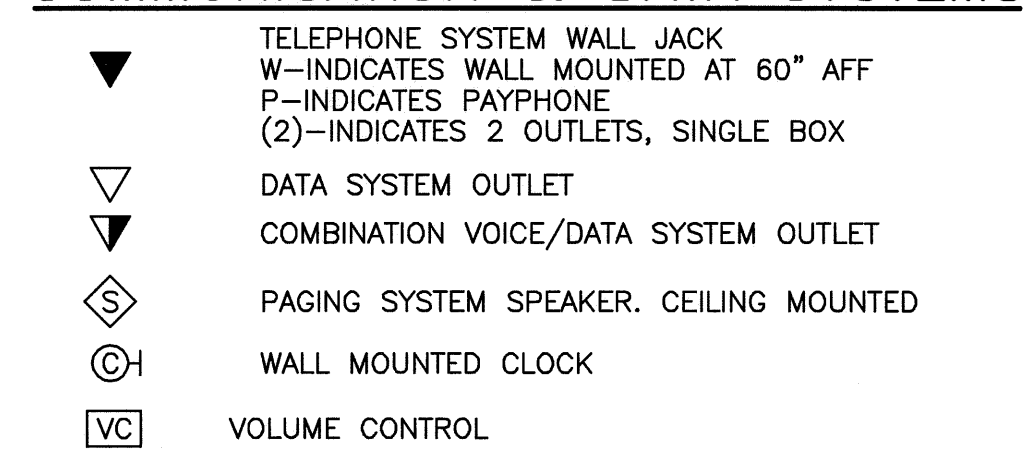 TELEPHONE SYSTEM WALL JACK
W-INDICATES WALL MOUNTED AT 60" AFF
P-INDICATES PAYPHONE
(2)-INDICATES 2 OUTLETS, SINGLE BOX
DATA SYSTEM OUTLET
COMBINATION VOICE/DATA SYSTEM OUTLET
S PAGING SYSTEM SPEAKER. CEILING MOUNTED
C WALL MOUNTED CLOCK
VC VOLUME CONTROL